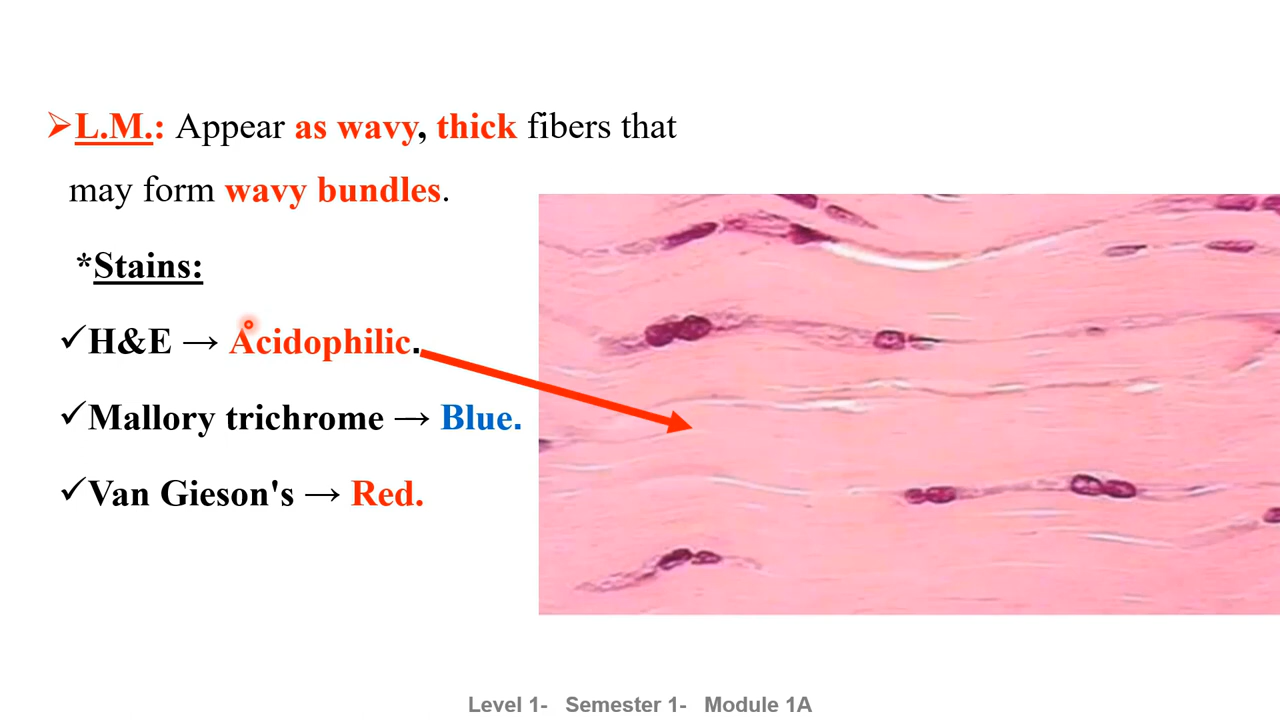 ➢L.M.: Appear as wavy, thick fibers that
may form wavy bundles.
*Stains:
✓H&E → Acidophilic.
✓Mallory trichrome → Blue.
✓Van Gieson's → Red.
Level 1- Semester 1- Module 1A